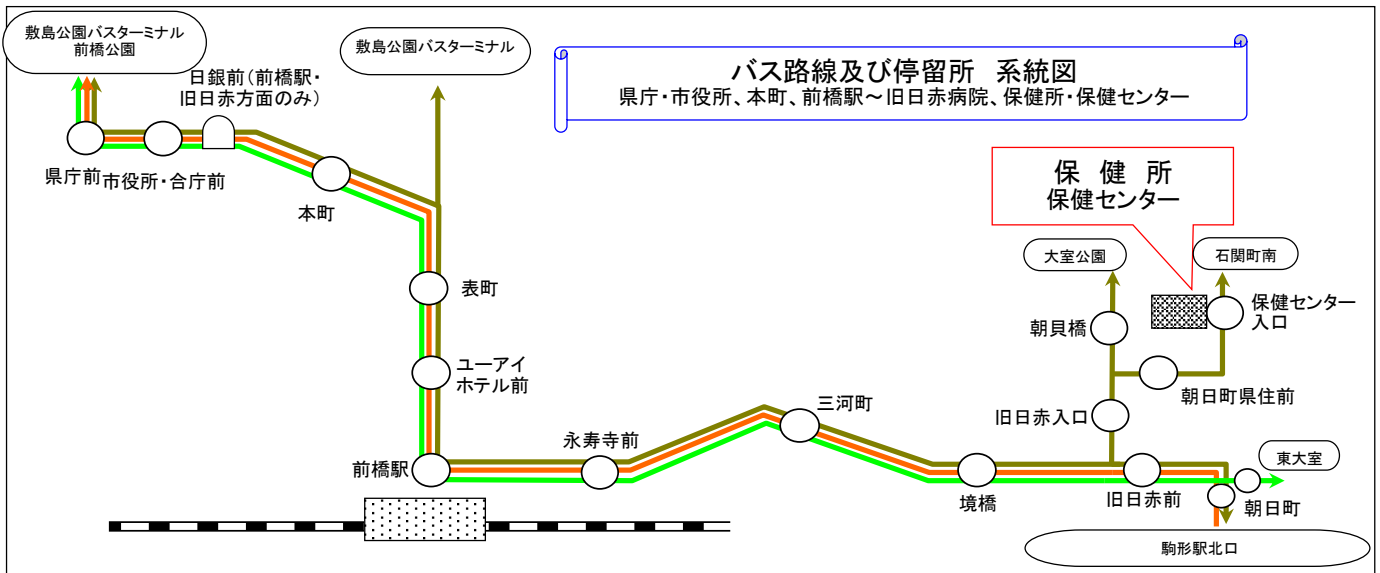 敷島公園バスターミナル
前橋公園
敷島公園バスターミナル
日銀前(前橋駅・
旧日赤方面のみ)
バス路線及び停留所 系統図
県庁・市役所、本町、前橋駅～旧日赤病院、保健所・保健センター
県庁前
市役所・合庁前
本町
保 健 所
保健センター
大室公園
石関町南
表町
朝貝橋
保健センター
入口
ユーアイ
ホテル前
朝日町県住前
三河町
旧日赤入口
永寿寺前
前橋駅
境橋
旧日赤前
朝日町
東大室
駒形駅北口